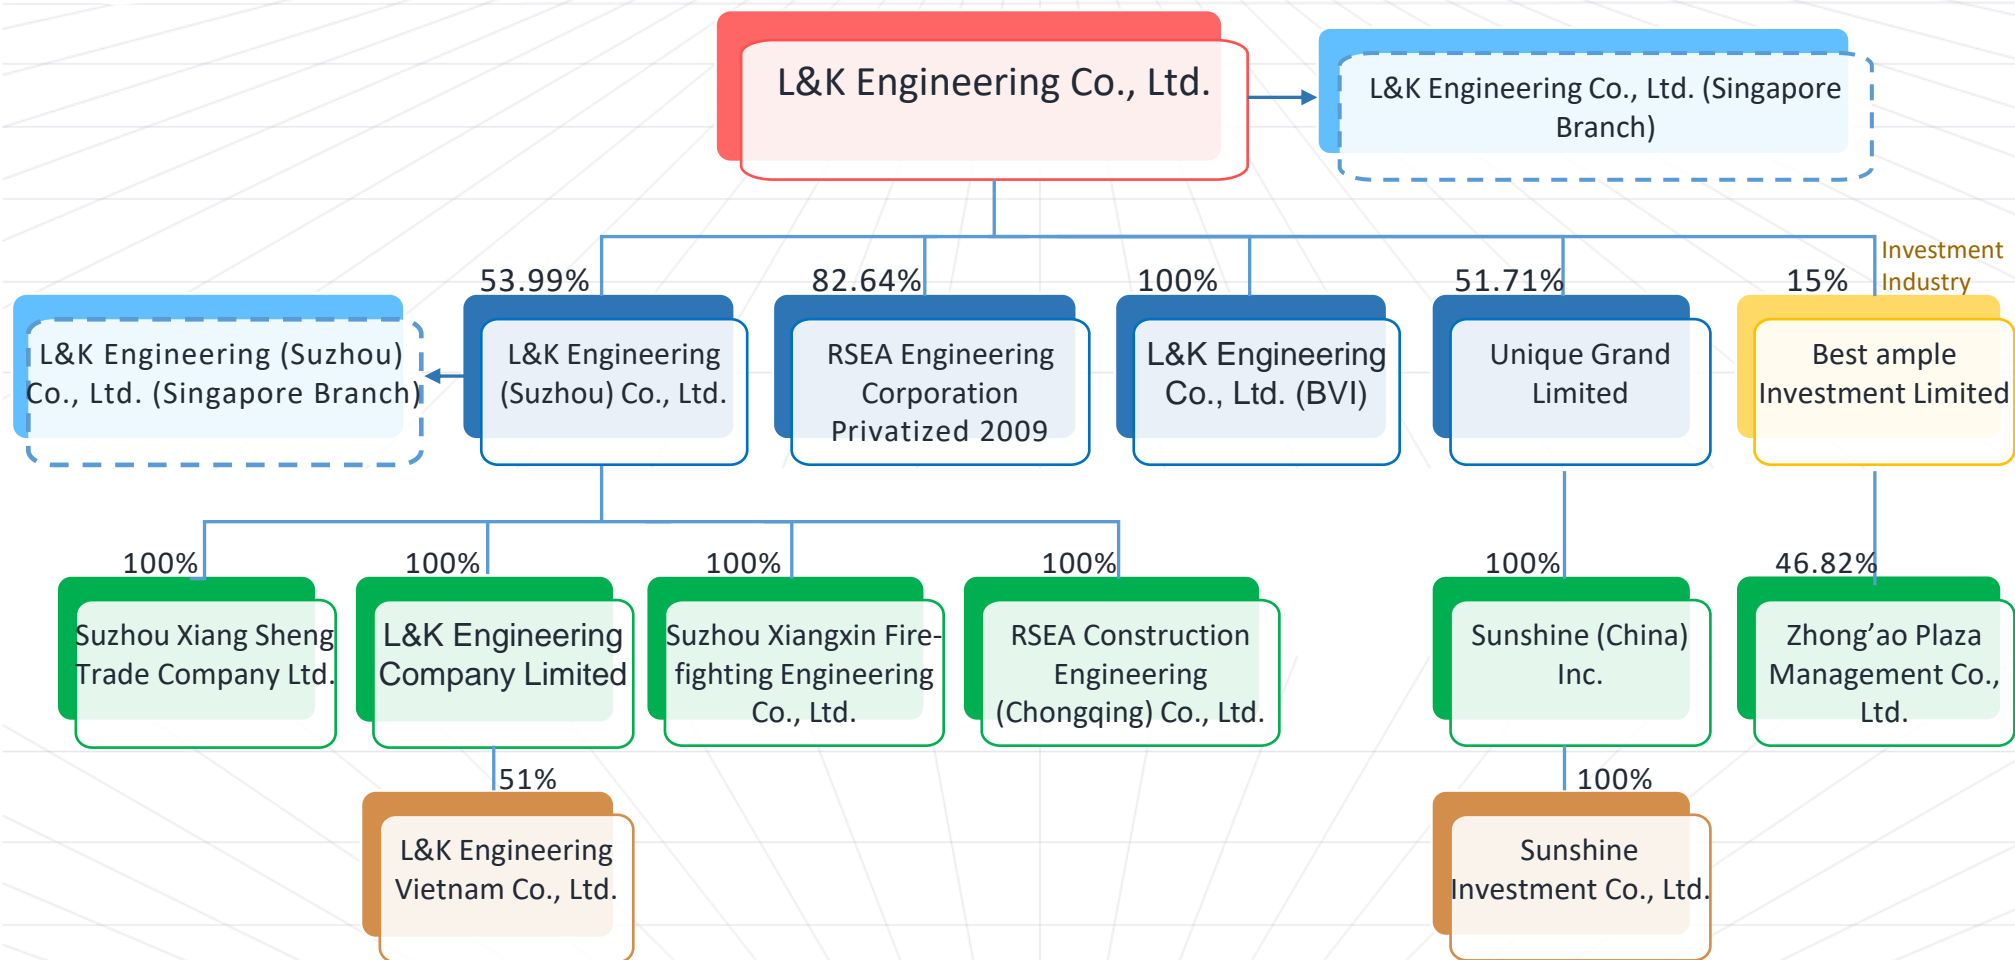 L&K Engineering Co., Ltd.
L&K Engineering Co., Ltd. (Singapore
Branch)
Investment
Industry
53.99%
82.64%
100%
51.71%
15%
L&K Engineering (Suzhou)
Co., Ltd. (Singapore Branch)
L&K Engineering
(Suzhou) Co., Ltd.
RSEA Engineering
Corporation
Privatized 2009
L&K Engineering
Co., Ltd. (BVI)
Unique Grand
Limited
Best ample
Investment Limited
100%
100%
100%
100%
100%
46.82%
Suzhou Xiang Sheng
Trade Company Ltd.
L&K Engineering
Company Limited
Suzhou Xiangxin Fire-
fighting Engineering
Co., Ltd.
RSEA Construction
Engineering
(Chongqing) Co., Ltd.
Sunshine (China)
Inc.
Zhong’ao Plaza
Management Co.,
Ltd.
51%
100%
L&K Engineering
Vietnam Co., Ltd.
Sunshine
Investment Co., Ltd.